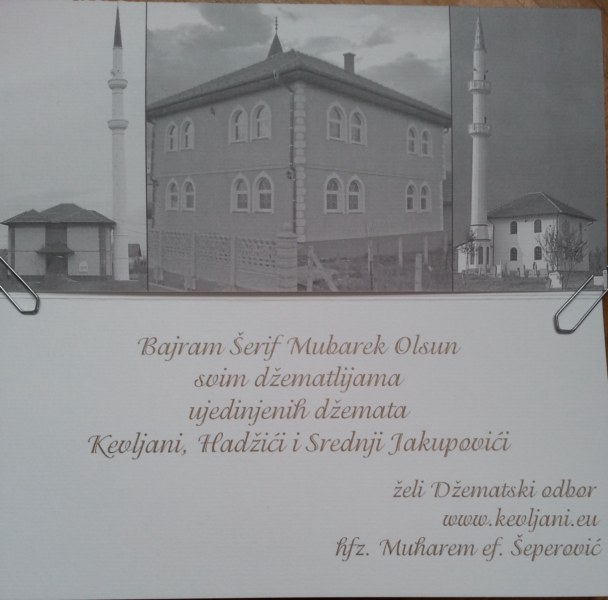 Bajram Šerif Mubarek Olsun
svim džematlijama
ujedinjenih džemata
Kevljani, Hadžići i Srednji Jakupovići
želi Džematski odbor
www.kevljani.eu
hfz. Muharem ef. Šeperović